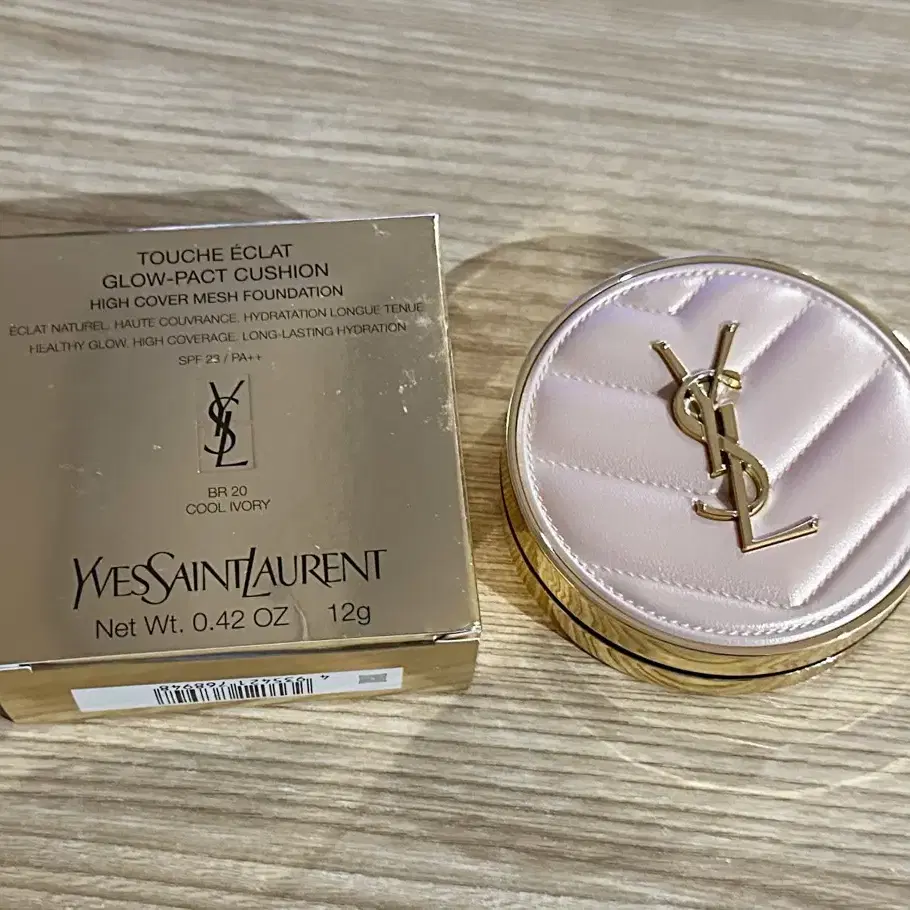 TOUCHE ÉCLAT
GLOW-PACT CUSHION
HIGH COVER MESH FOUNDATION
ÉCLAT NATUREL. HAUTE COUVRANCE. HYDRATATION LONGUE TENUE
HEALTHY GLOW. HIGH COVERAGE. LONG-LASTING HYDRATION
SPF 23 / PA++
YSL
BR 20
COOL IVORY
YVESSAINTLAURENT
Net Wt. 0.42 OZ 12g
YSL